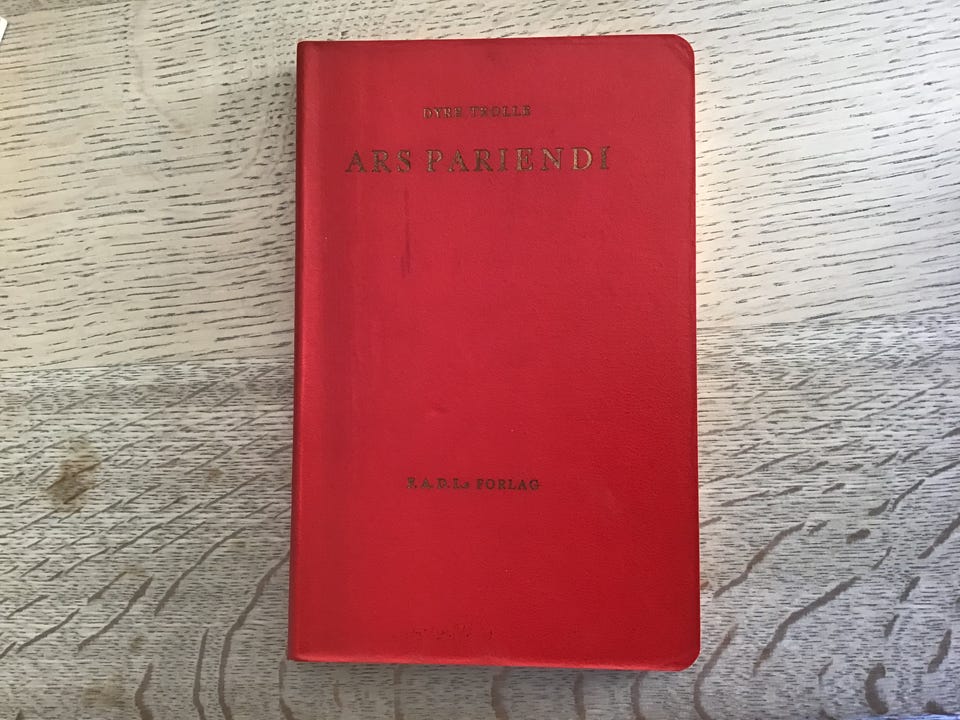 DYRE TROLLE
ARS PARIENDI
F.A.D.L.s FORLAG